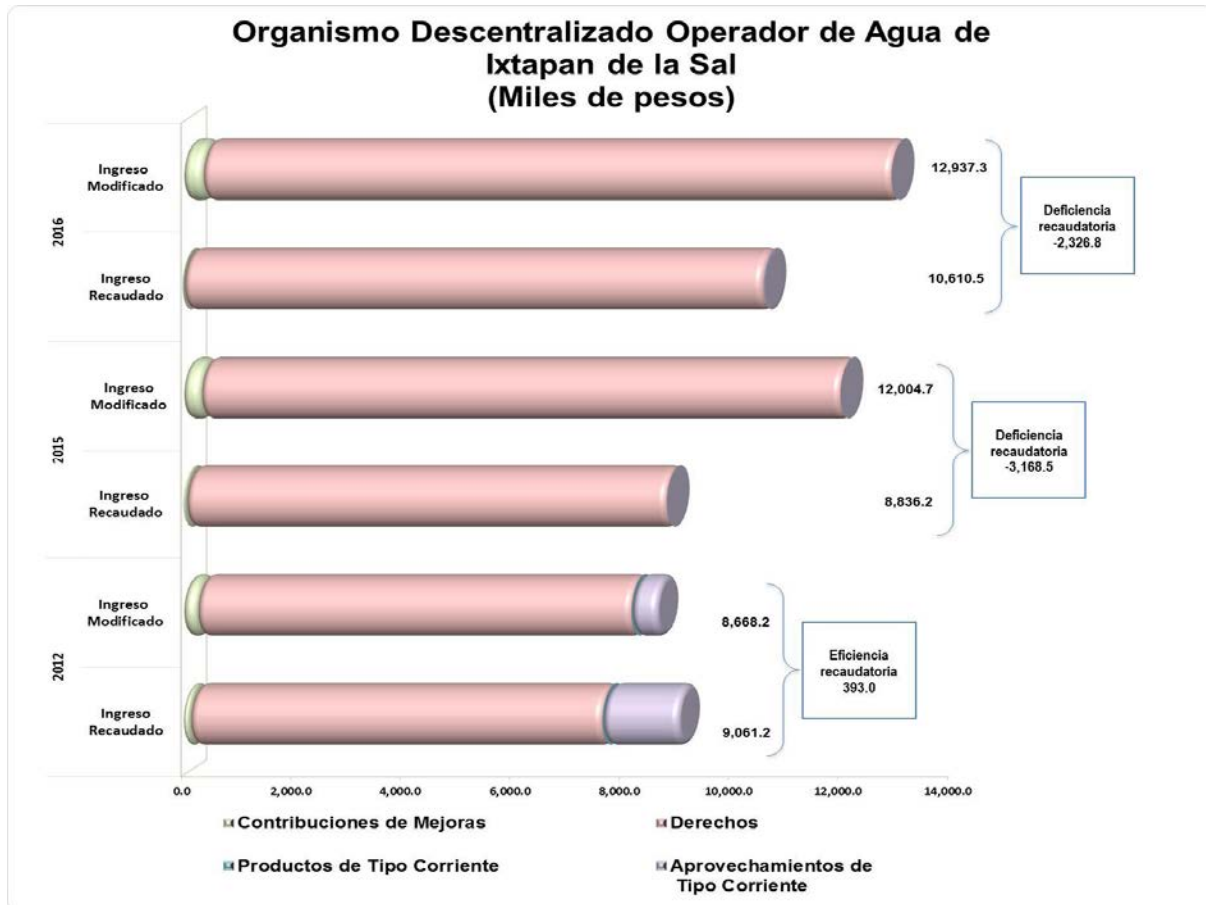 Organismo Descentralizado Operador de Agua de
Ixtapan de la Sal
(Miles de pesos)
2016
Ingreso
Modificado
12,937.3
Ingreso
Recaudado
10,610.5
Deficiencia
recaudatoria
-2,326.8
2015
Ingreso
Modificado
12,004.7
Ingreso
Recaudado
8,836.2
Deficiencia
recaudatoria
-3,168.5
2012
Ingreso
Modificado
8,668.2
Ingreso
Recaudado
9,061.2
Eficiencia
recaudatoria
393.0
0.0 2,000.0 4,000.0 6,000.0 8,000.0 10,000.0 12,000.0 14,000.0
Contribuciones de Mejoras
Derechos
Productos de Tipo Corriente
Aprovechamientos de
Tipo Corriente